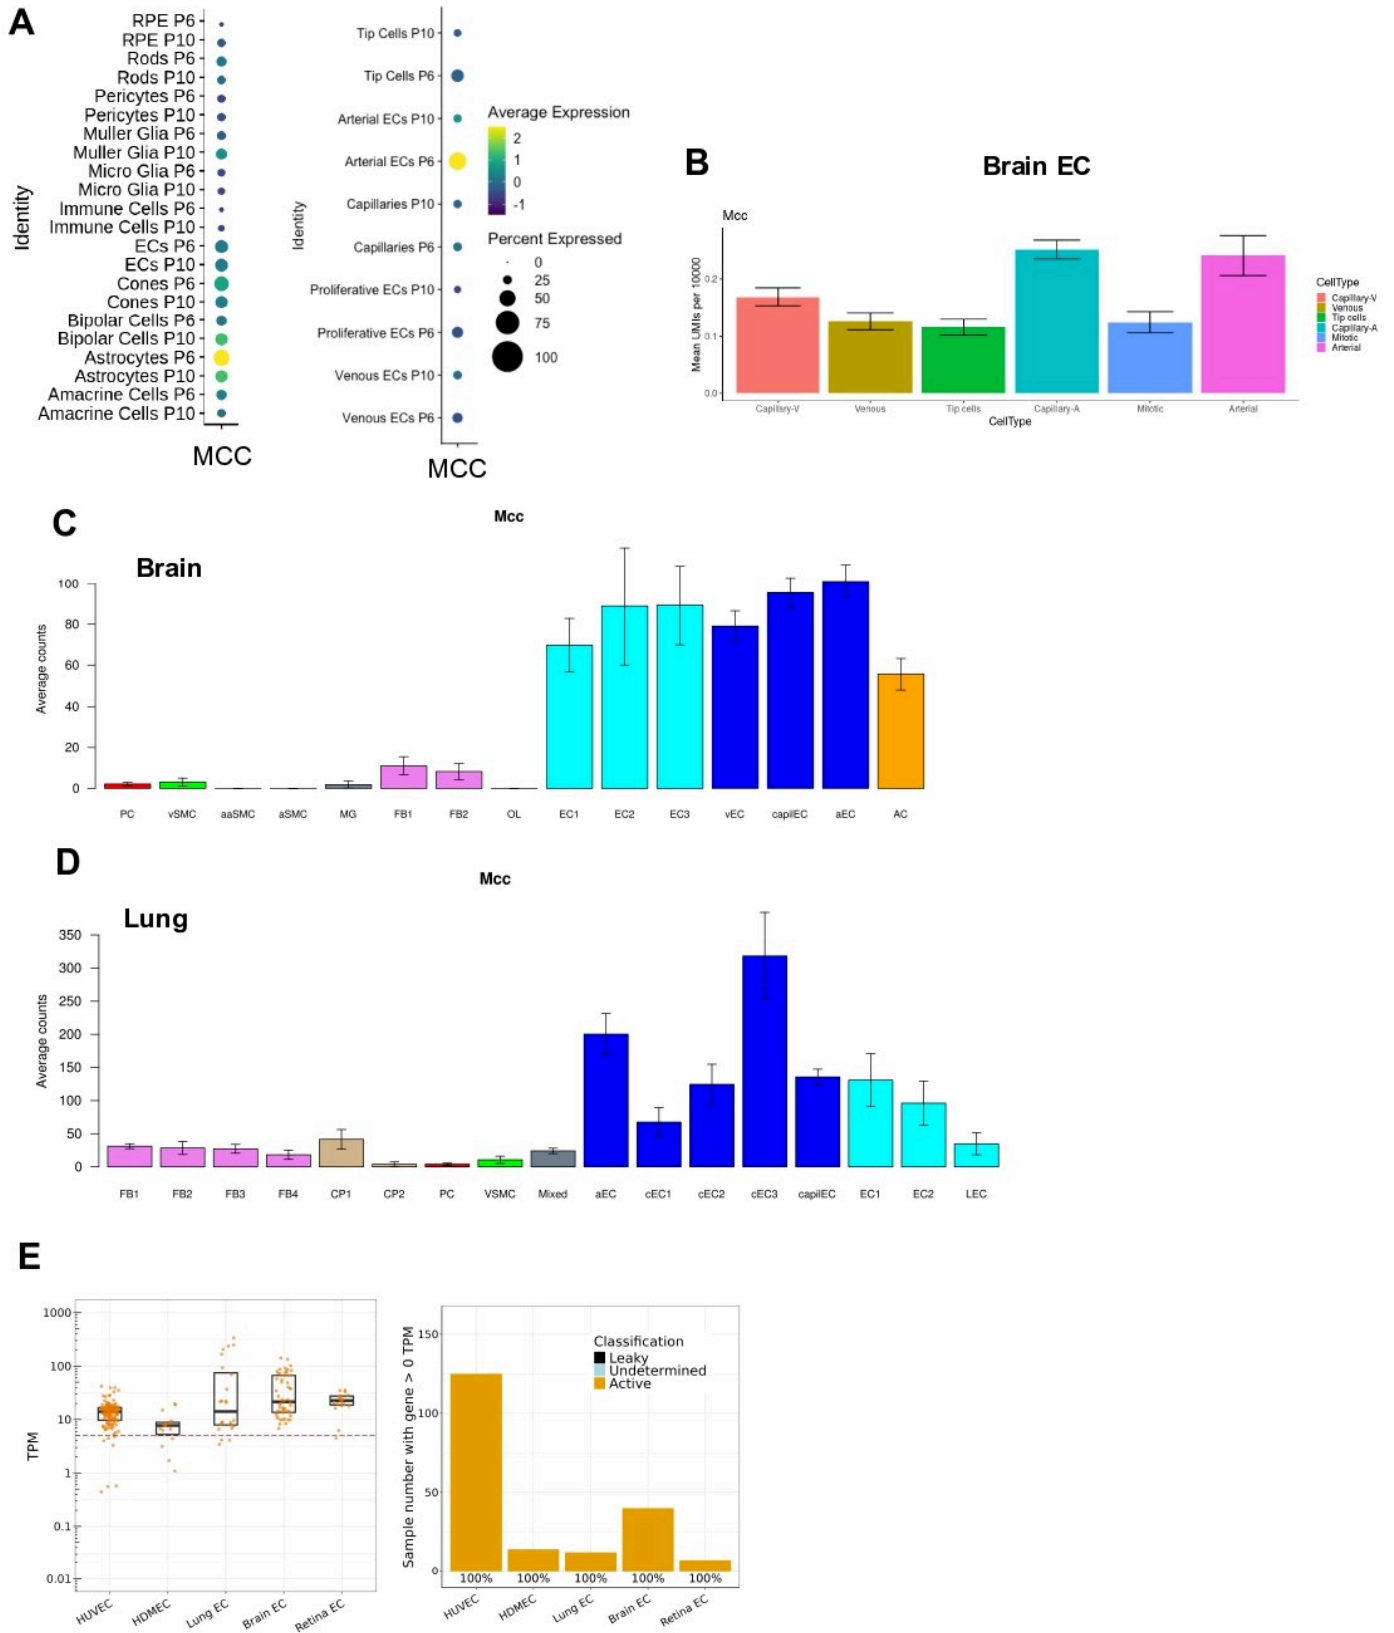 A
RPE P6
RPE P10
Rods P6
Rods P10
Pericytes P6
Pericytes P10
Muller Glia P6
Muller Glia P10
Micro Glia P6
Micro Glia P10
Immune Cells P6
Immune Cells P10
ECs P6
ECs P10
Cones P6
Cones P10
Bipolar Cells P6
Bipolar Cells P10
Astrocytes P6
Astrocytes P10
Amacrine Cells P6
Amacrine Cells P10
Identity
MCC
Tip Cells P10
Tip Cells P6
Arterial ECs P10
Arterial ECs P6
Capillaries P10
Capillaries P6
Proliferative ECs P10
Proliferative ECs P6
Venous ECs P10
Venous ECs P6
Identity
MCC
Average Expression
2
1
0
-1
Percent Expressed
0
25
50
75
100
B
Brain EC
Mcc
Mean UMIs per 10000
0.2
0.1
0.0
Capillary-V Venous Tip cells Capillary-A Mitotic Arterial
CellType
CellType
Capillary-V
Venous
Tip cells
Capillary-A
Mitotic
Arterial
C
Mcc
Brain
Average counts
100
80
60
40
20
0
PC vSMC aaSMC aSMC MG FB1 FB2 OL EC1 EC2 EC3 vEC capilEC aEC AC
D
Mcc
Lung
Average counts
350
300
250
200
150
100
50
0
FB1 FB2 FB3 FB4 CP1 CP2 PC VSMC Mixed aEC cEC1 cEC2 cEC3 capilEC EC1 EC2 LEC
E
TPM
1000
100
10
1
0.1
0.01
HUVEC HDMEC Lung EC Brain EC Retina EC
Sample number with gene > 0 TPM
150
100
50
0
Classification
Leaky
Undetermined
Active
100% 100% 100% 100% 100%
HUVEC HDMEC Lung EC Brain EC Retina EC